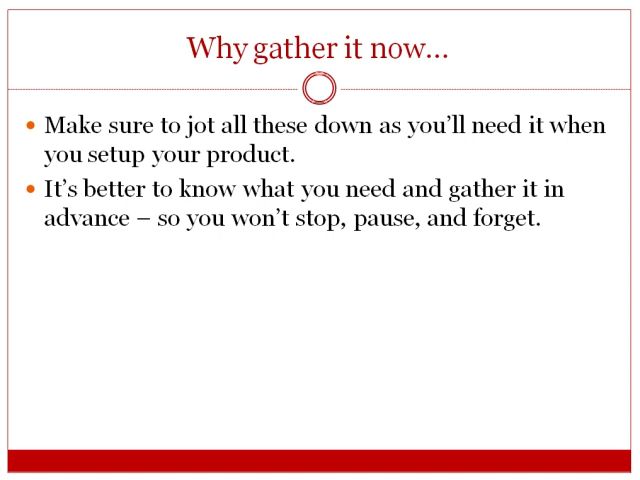 Why gather it now...
Make sure to jot all these down as you’ll need it when
you setup your product.
It’s better to know what you need and gather it in
advance – so you won’t stop, pause, and forget.